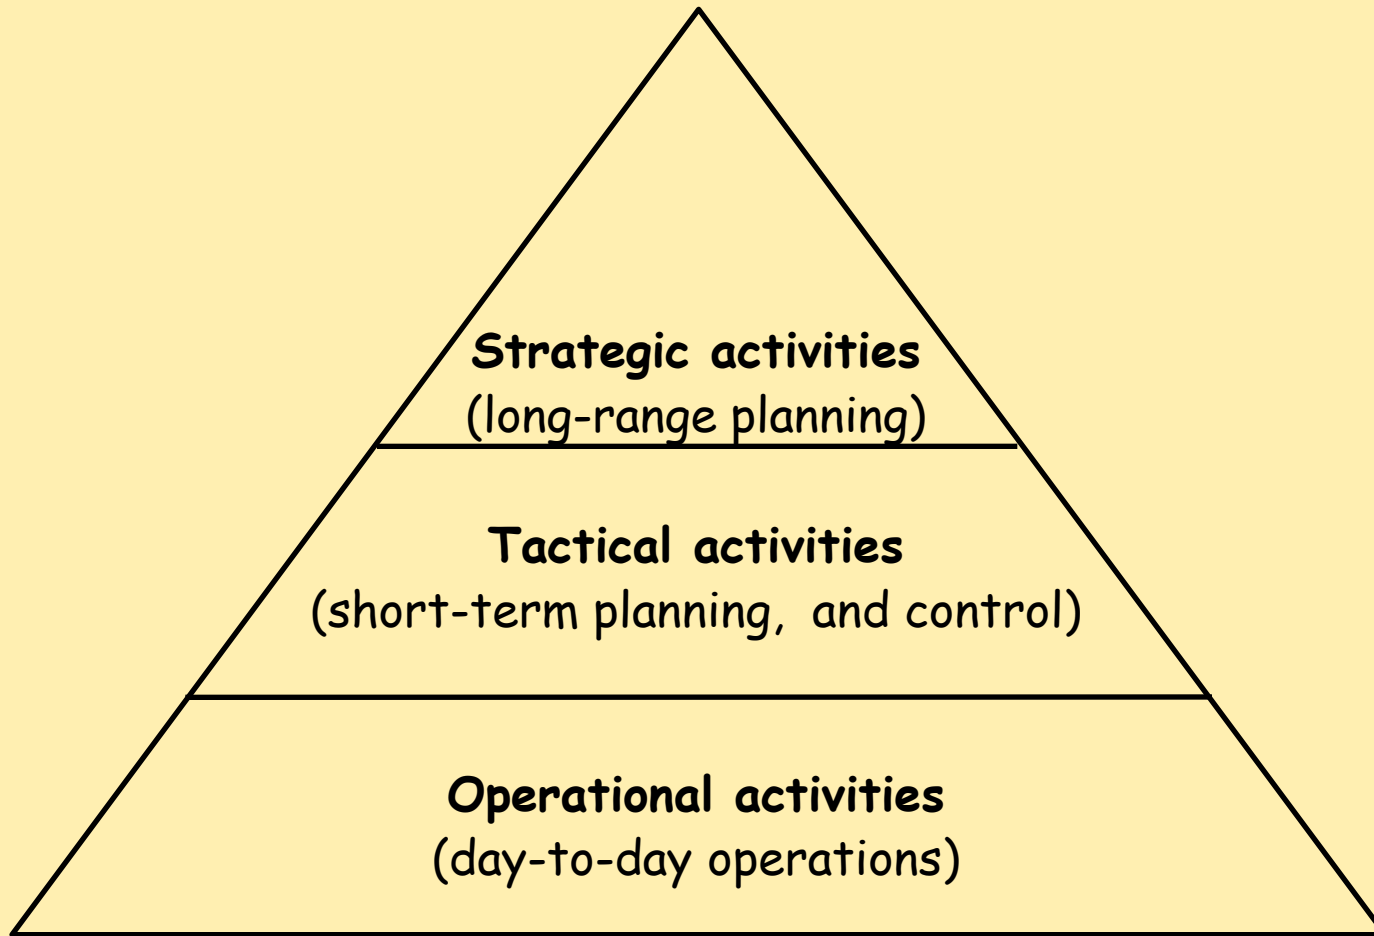 Strategic activities
(long-range planning)
Tactical activities
(short-term planning, and control)
Operational activities
(day-to-day operations)